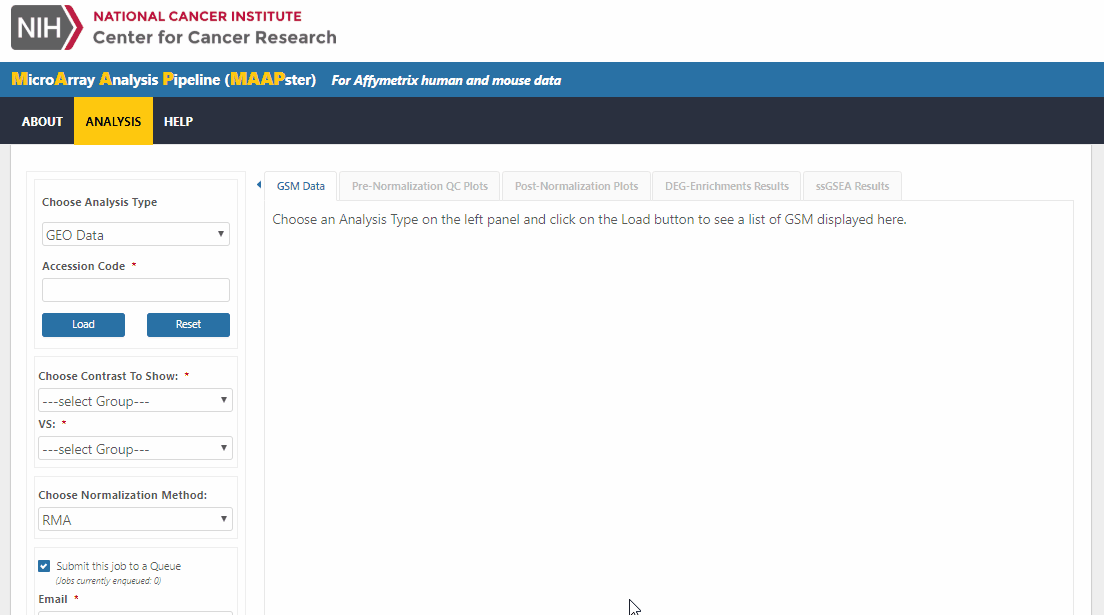 NIH
NATIONAL CANCER INSTITUTE
Center for Cancer Research
MicroArray Analysis Pipeline (MAAPster) For Affymetrix human and mouse data
ABOUT ANALYSIS HELP
GSM Data Pre-Normalization QC Plots Post-Normalization Plots DEG-Enrichments Results ssGSEA Results
Choose an Analysis Type on the left panel and click on the Load button to see a list of GSM displayed here.
Choose Analysis Type
GEO Data
Accession Code *
Load Reset
Choose Contrast To Show: *
---select Group---
VS: *
---select Group---
Choose Normalization Method:
RMA
Submit this job to a Queue
(Jobs currently enqueued: 0)
Email *